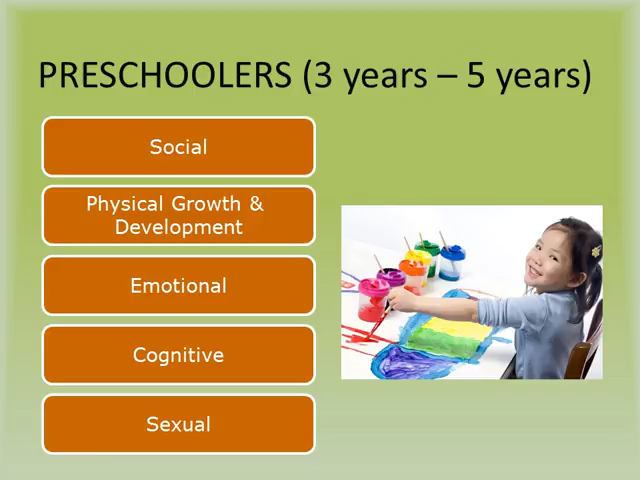 PRESCHOOLERS (3 years – 5 years)
Social
Physical Growth &
Development
Emotional
Cognitive
Sexual